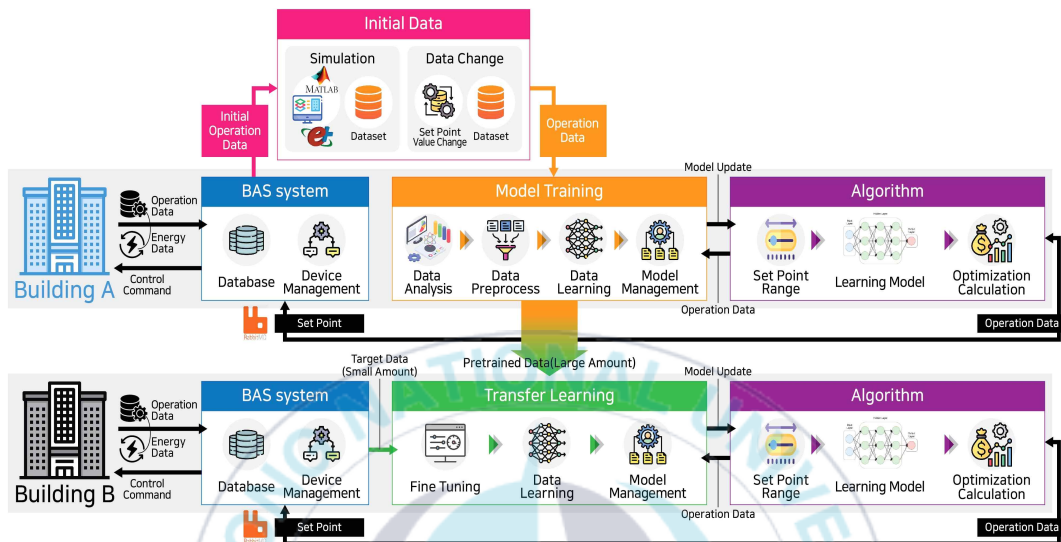 Initial Data
Simulation
MATLAB
Dataset
Data Change
Set Point
Value Change
Dataset
Initial
Operation
Data
Operation
Data
Building A
Operation
Data
Energy
Data
Control
Command
BAS system
Database
Device
Management
Model Training
Data
Analysis
Data
Preprocess
Data
Learning
Model
Management
Model Update
Operation Data
Algorithm
Set Point
Range
Learning Model
Optimization
Calculation
Set Point
Operation Data
Target Data
(Small Amount)
Pretrained Data(Large Amount)
Building B
Operation
Data
Energy
Data
Control
Command
BAS system
Database
Device
Management
Transfer Learning
Fine Tuning
Data
Learning
Model
Management
Model Update
Operation Data
Algorithm
Set Point
Range
Learning Model
Optimization
Calculation
Set Point
Operation Data
NATIONAL